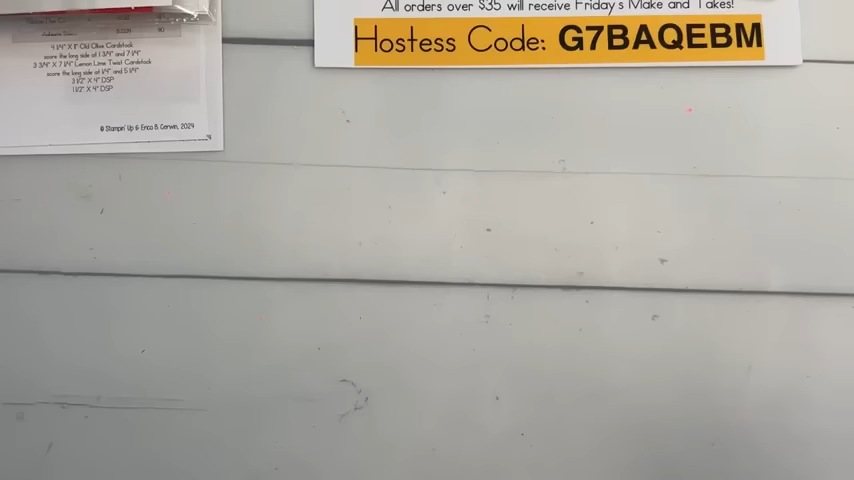 4 1/4" X 11" Old Olive Cardstock
score the long side at 1 3/4" and 7 1/4"
3 3/4" X 7 1/4" Lemon Lime Twist Cardstock
score the long side at 1/4" and 5 1/4"
3 1/2" X 4" DSP
1 1/2" X 4" DSP
© Stampin' Up & Erica B. Cerwin, 2024
All orders over $35 will receive Friday's Make and Takes!
Hostess Code: G7BAQEBM